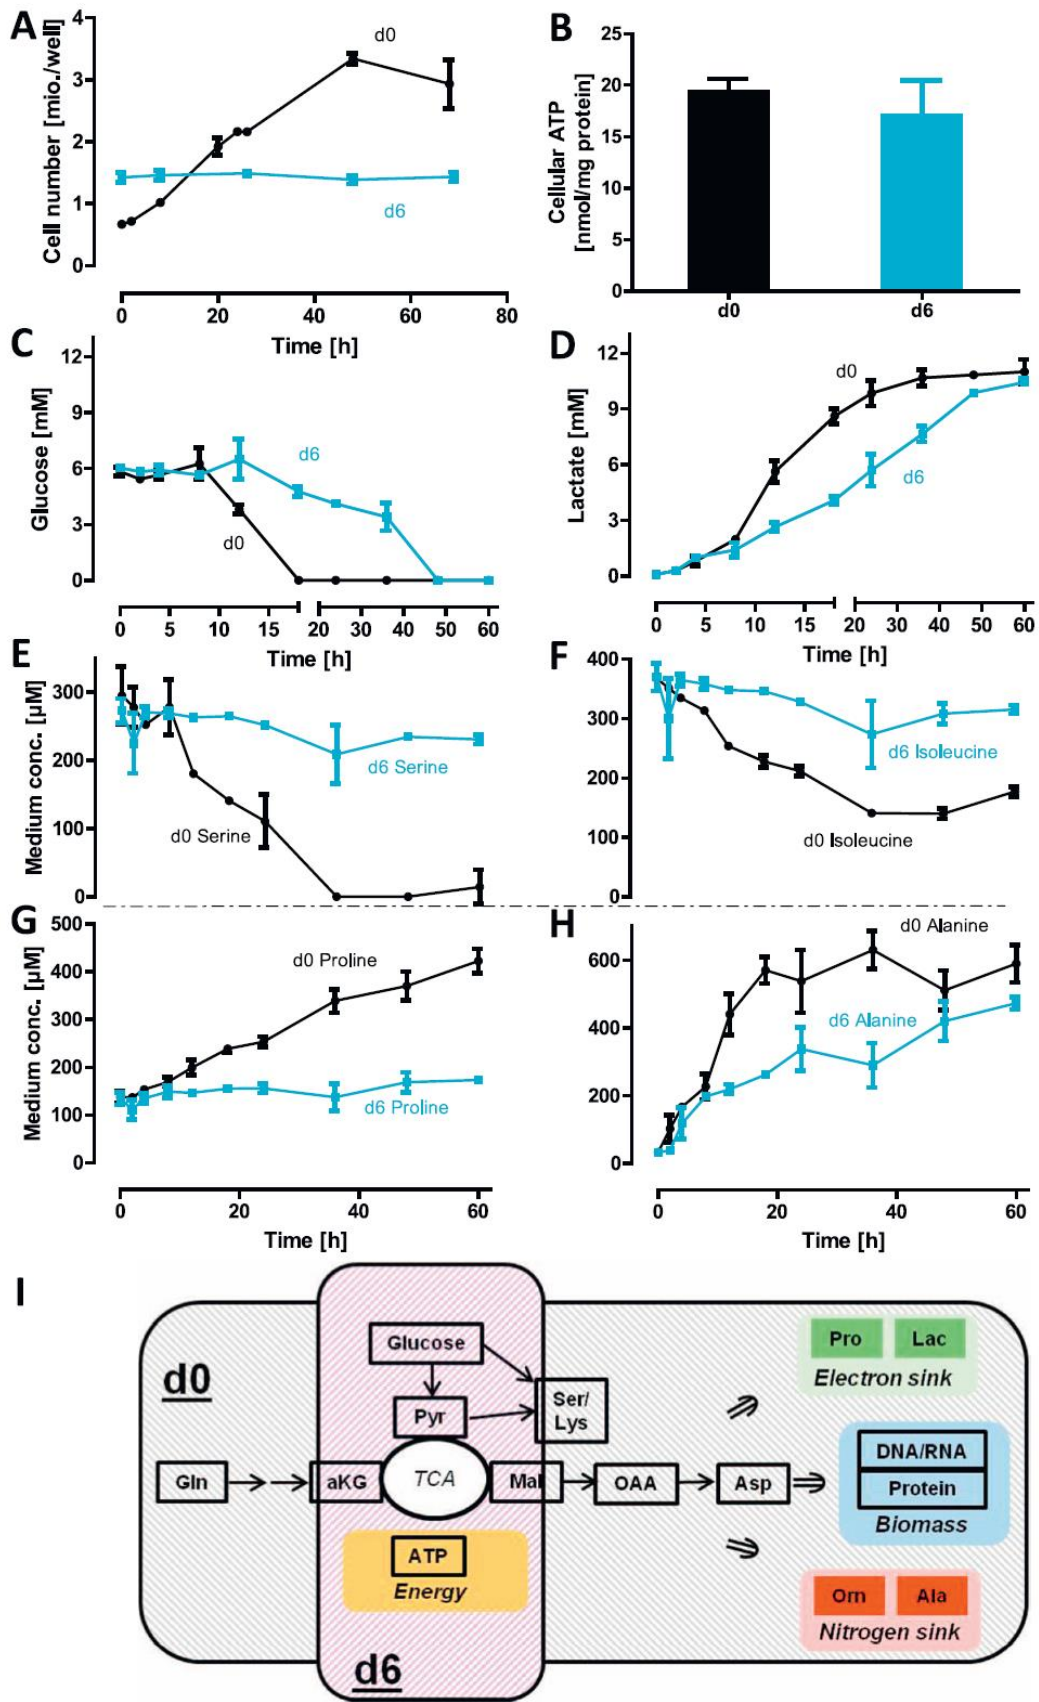 A
Cell number [mio./well]
4
3
2
1
0
d0
d6
0 20 40 60 80
Time [h]
B
Cellular ATP
[nmol/mg protein]
25
20
15
10
5
0
d0 d6
C
Glucose [mM]
12
9
6
3
0
d6
d0
0 5 10 15 20 30 40 50 60
Time [h]
D
Lactate [mM]
12
9
6
3
0
d0
d6
0 5 10 15 20 30 40 50 60
Time [h]
E
Medium conc. [µM]
300
200
100
0
d6 Serine
d0 Serine
F
400
300
200
100
0
d6 Isoleucine
d0 Isoleucine
G
Medium conc. [µM]
500
400
300
200
100
0
d0 Proline
d6 Proline
0 20 40 60
Time [h]
H
600
400
200
0
d0 Alanine
d6 Alanine
0 20 40 60
Time [h]
I
d0
Glucose
Pyr
Ser/
Lys
Gln
aKG
TCA
Mal
OAA
Asp
ATP
Energy
d6
Pro Lac
Electron sink
DNA/RNA
Protein
Biomass
Orn Ala
Nitrogen sink